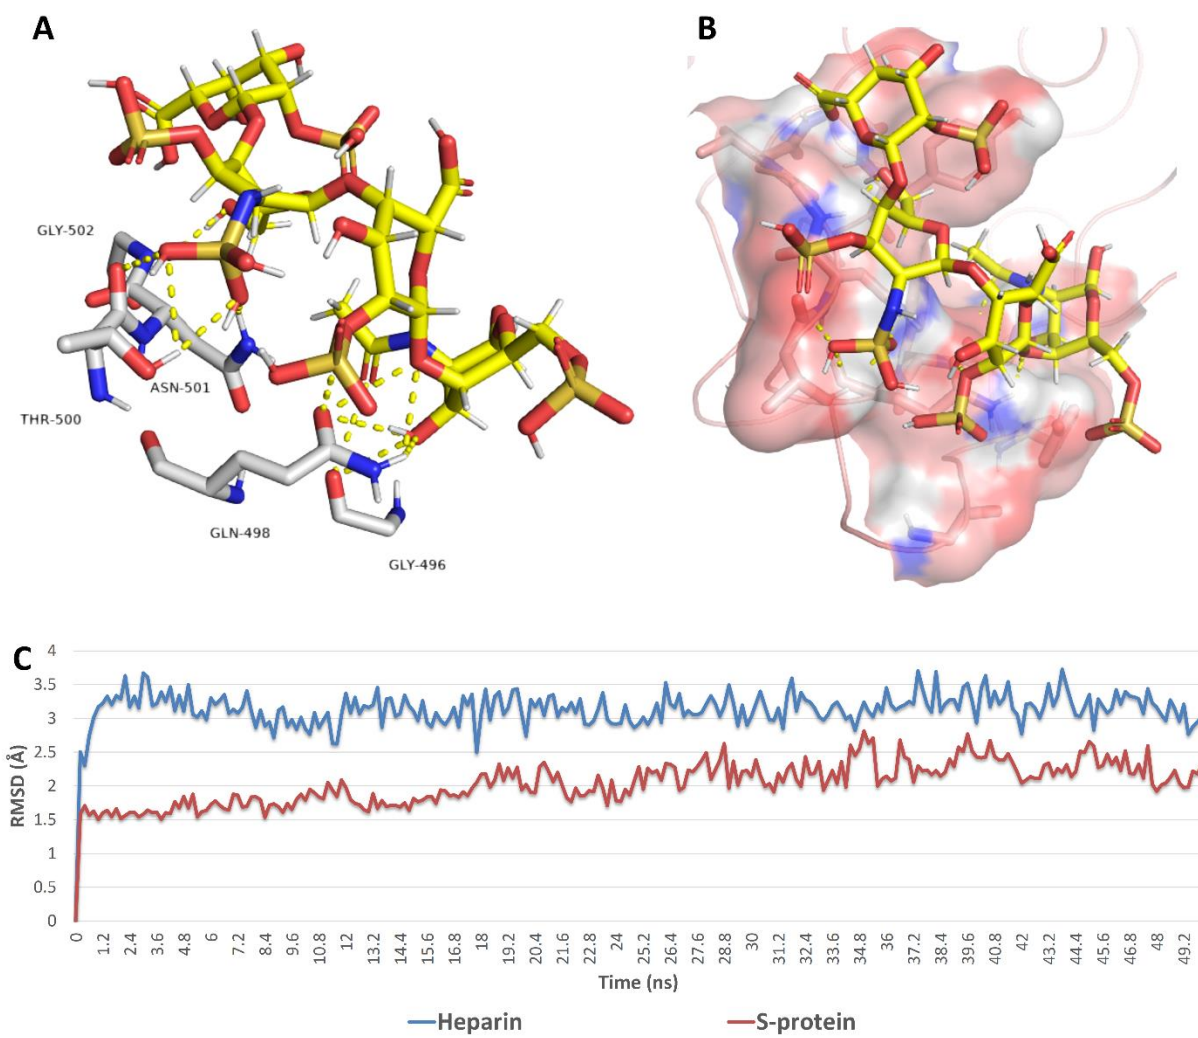 A
B
GLY-502
ASN-501
THR-500
GLN-498
GLY-496
C
4
3.5
3
2.5
2
1.5
1
0.5
0
RMSD (Å)
0 1.2 2.4 3.6 4.8 6 7.2 8.4 9.6 10.8 12 13.2 14.4 15.6 16.8 18 19.2 20.4 21.6 22.8 24 25.2 26.4 27.6 28.8 30 31.2 32.4 33.6 34.8 36 37.2 38.4 39.6 40.8 42 43.2 44.4 45.6 46.8 48 49.2
Time (ns)
Heparin S-protein